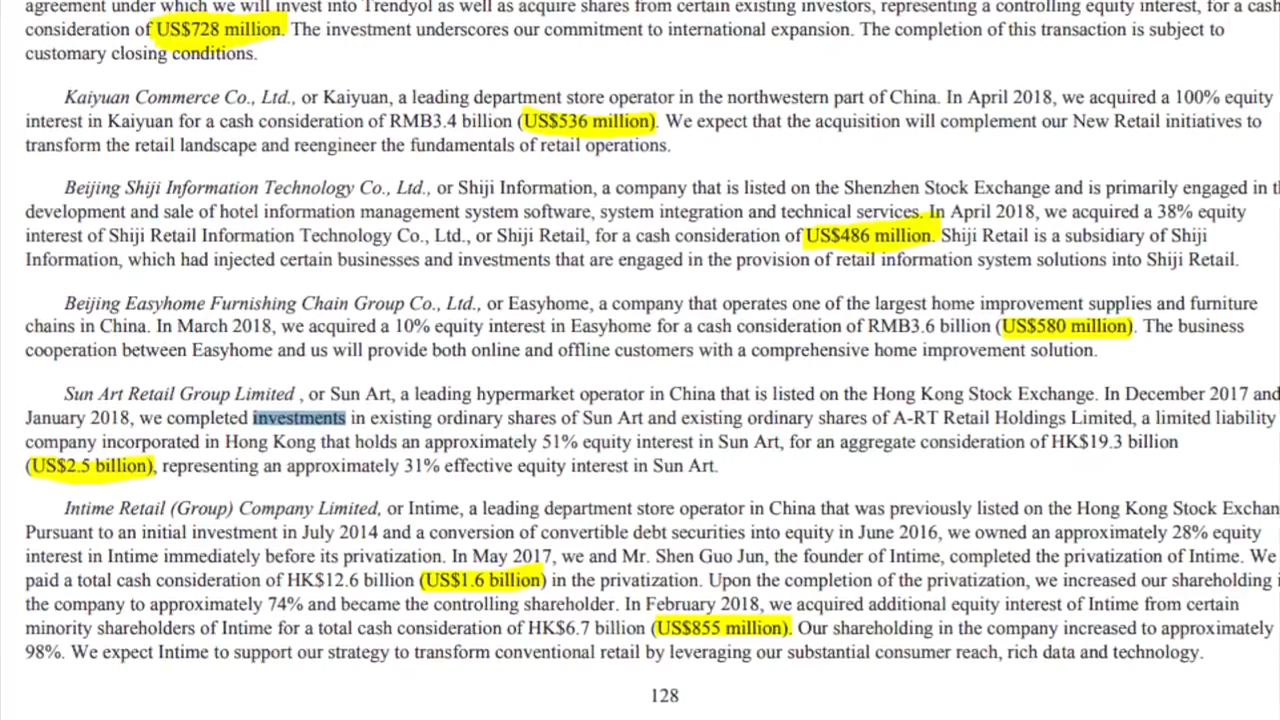 agreement under which we will invest into Trendyol as well as acquire shares from certain existing investors, representing a controlling equity interest, for a cash
consideration of US$728 million. The investment underscores our commitment to international expansion. The completion of this transaction is subject to
customary closing conditions.
Kaiyuan Commerce Co., Ltd., or Kaiyuan, a leading department store operator in the northwestern part of China. In April 2018, we acquired a 100% equity
interest in Kaiyuan for a cash consideration of RMB3.4 billion (US$536 million). We expect that the acquisition will complement our New Retail initiatives to
transform the retail landscape and reengineer the fundamentals of retail operations.
Beijing Shiji Information Technology Co., Ltd., or Shiji Information, a company that is listed on the Shenzhen Stock Exchange and is primarily engaged in
development and sale of hotel information management system software, system integration and technical services. In April 2018, we acquired a 38% equity
interest of Shiji Retail Information Technology Co., Ltd., or Shiji Retail, for a cash consideration of US$486 million. Shiji Retail is a subsidiary of Shiji
Information, which had injected certain businesses and investments that are engaged in the provision of retail information system solutions into Shiji Retail.
Beijing Easyhome Furnishing Chain Group Co., Ltd., or Easyhome, a company that operates one of the largest home improvement supplies and furniture
chains in China. In March 2018, we acquired a 10% equity interest in Easyhome for a cash consideration of RMB3.6 billion (US$580 million). The business
cooperation between Easyhome and us will provide both online and offline customers with a comprehensive home improvement solution.
Sun Art Retail Group Limited , or Sun Art, a leading hypermarket operator in China that is listed on the Hong Kong Stock Exchange. In December 2017 and
January 2018, we completed investments in existing ordinary shares of Sun Art and existing ordinary shares of A-RT Retail Holdings Limited, a limited liability
company incorporated in Hong Kong that holds an approximately 51% equity interest in Sun Art, for an aggregate consideration of HK$19.3 billion
(US$2.5 billion), representing an approximately 31% effective equity interest in Sun Art.
Intime Retail (Group) Company Limited, or Intime, a leading department store operator in China that was previously listed on the Hong Kong Stock Exchan
Pursuant to an initial investment in July 2014 and a conversion of convertible debt securities into equity in June 2016, we owned an approximately 28% equity
interest in Intime immediately before its privatization. In May 2017, we and Mr. Shen Guo Jun, the founder of Intime, completed the privatization of Intime. We
paid a total cash consideration of HK$12.6 billion (US$1.6 billion) in the privatization. Upon the completion of the privatization, we increased our shareholding
the company to approximately 74% and became the controlling shareholder. In February 2018, we acquired additional equity interest of Intime from certain
minority shareholders of Intime for a total cash consideration of HK$6.7 billion (US$855 million). Our shareholding in the company increased to approximately
98%. We expect Intime to support our strategy to transform conventional retail by leveraging our substantial consumer reach, rich data and technology.
128